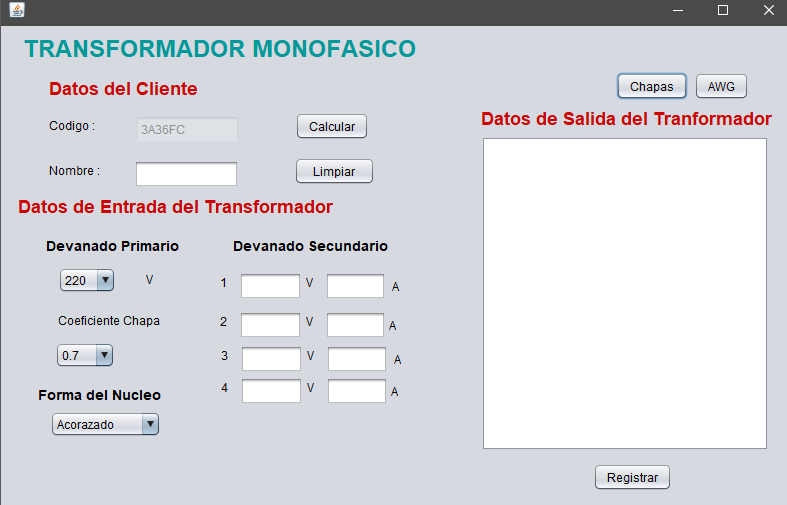 TRANSFORMADOR MONOFASICO
Datos del Cliente
Chapas AWG
Codigo : 3A36FC Calcular
Datos de Salida del Tranformador
Nombre : Limpiar
Datos de Entrada del Transformador
Devanado Primario Devanado Secundario
220 V 1 V A
Coeficiente Chapa 2 V A
0.7 3 V A
Forma del Nucleo 4 V A
Acorazado
Registrar